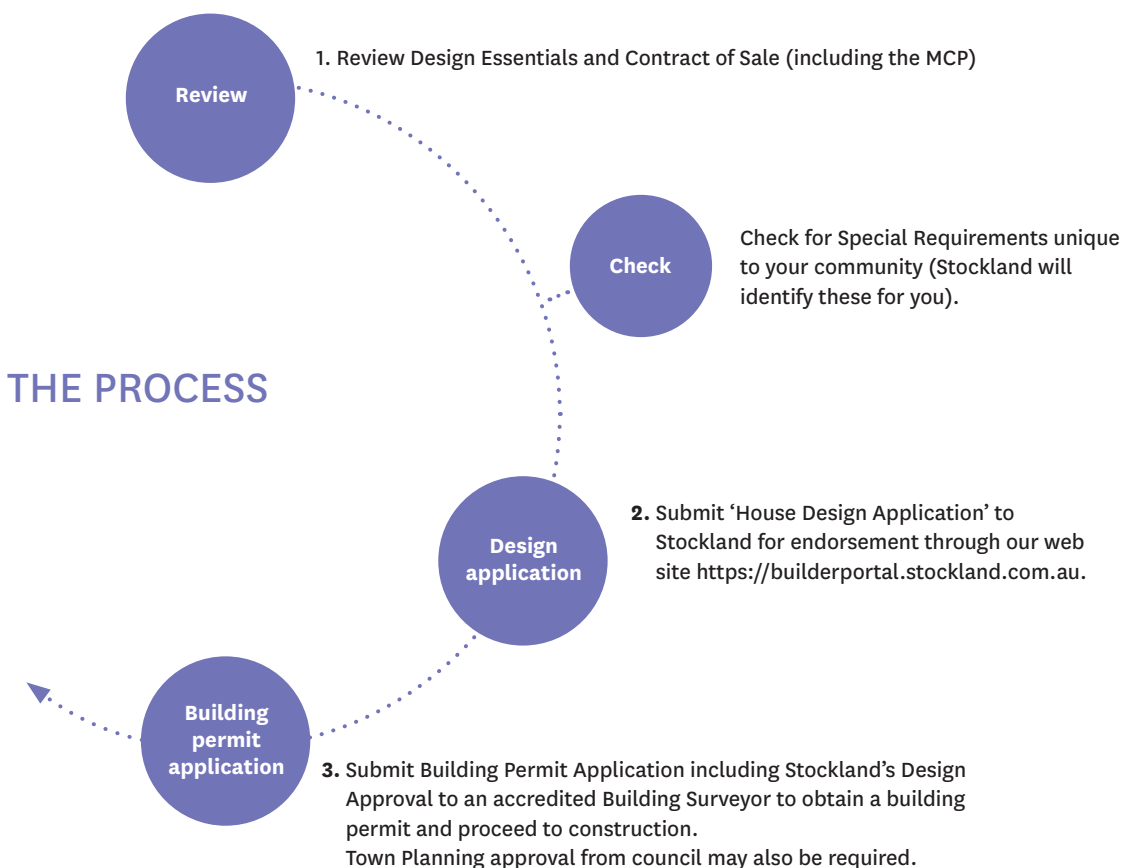 Review
1. Review Design Essentials and Contract of Sale (including the MCP)
Check
Check for Special Requirements unique
to your community (Stockland will
identify these for you).
THE PROCESS
Design
application
2. Submit ‘House Design Application’ to
Stockland for endorsement through our web
site https://builderportal.stockland.com.au.
Building
permit
application
3. Submit Building Permit Application including Stockland’s Design
Approval to an accredited Building Surveyor to obtain a building
permit and proceed to construction.
Town Planning approval from council may also be required.